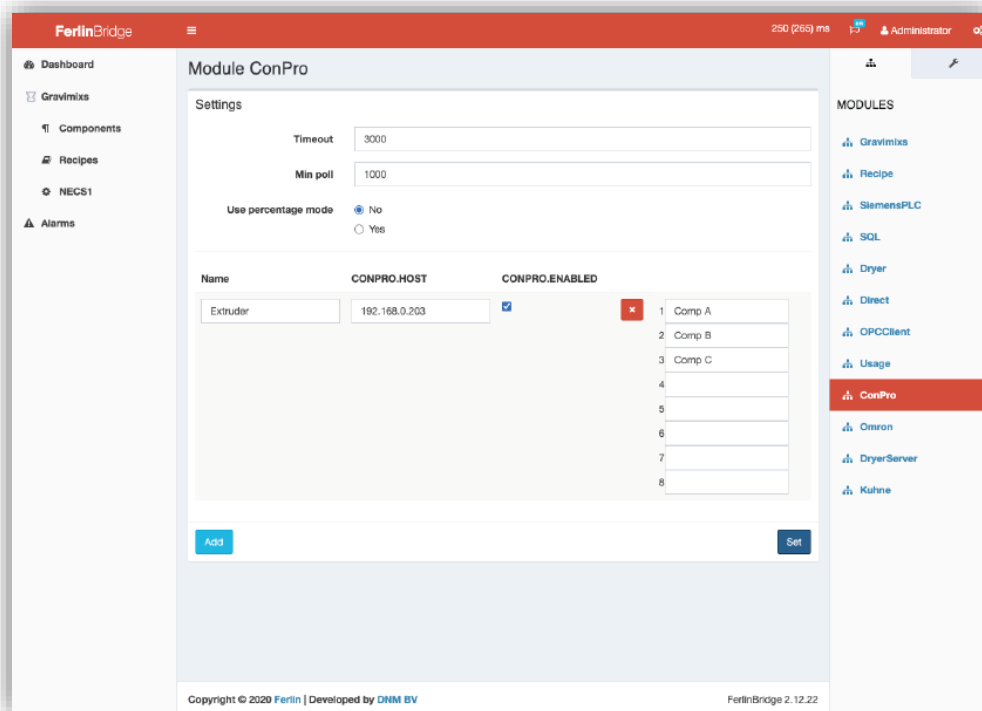 FerlinBridge
250 (265) ms
Administrator
Dashboard
Gravimixs
Components
Recipes
NECS1
Alarms
Module ConPro
Settings
Timeout 3000
Min poll 1000
Use percentage mode No
Yes
Name CONPRO.HOST CONPRO.ENABLED
Extruder 192.168.0.203 1 Comp A
2 Comp B
3 Comp C
4
5
6
7
8
Add Set
MODULES
Gravimixs
Recipe
SiemensPLC
SQL
Dryer
Direct
OPCClient
Usage
ConPro
Omron
DryerServer
Kuhne
Copyright © 2020 Ferlin | Developed by DNM BV FerlinBridge 2.12.22